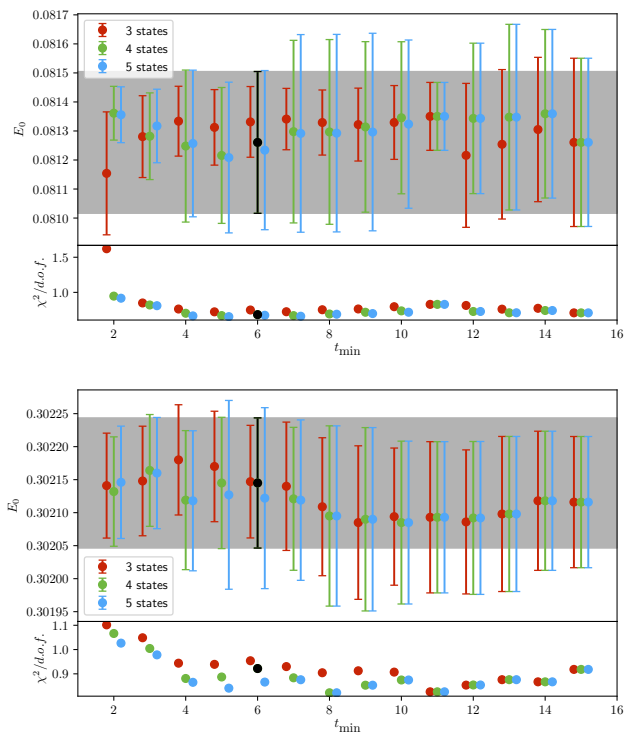 0.0817
0.0816
0.0815
0.0814
0.0813
0.0812
0.0811
0.0810
E₀
3 states
4 states
5 states
1.5
1.0
χ²/d.o.f.
2 4 6 8 10 12 14 16
t_min
0.30225
0.30220
0.30215
0.30210
0.30205
0.30200
0.30195
E₀
3 states
4 states
5 states
1.1
1.0
0.9
χ²/d.o.f.
2 4 6 8 10 12 14 16
t_min